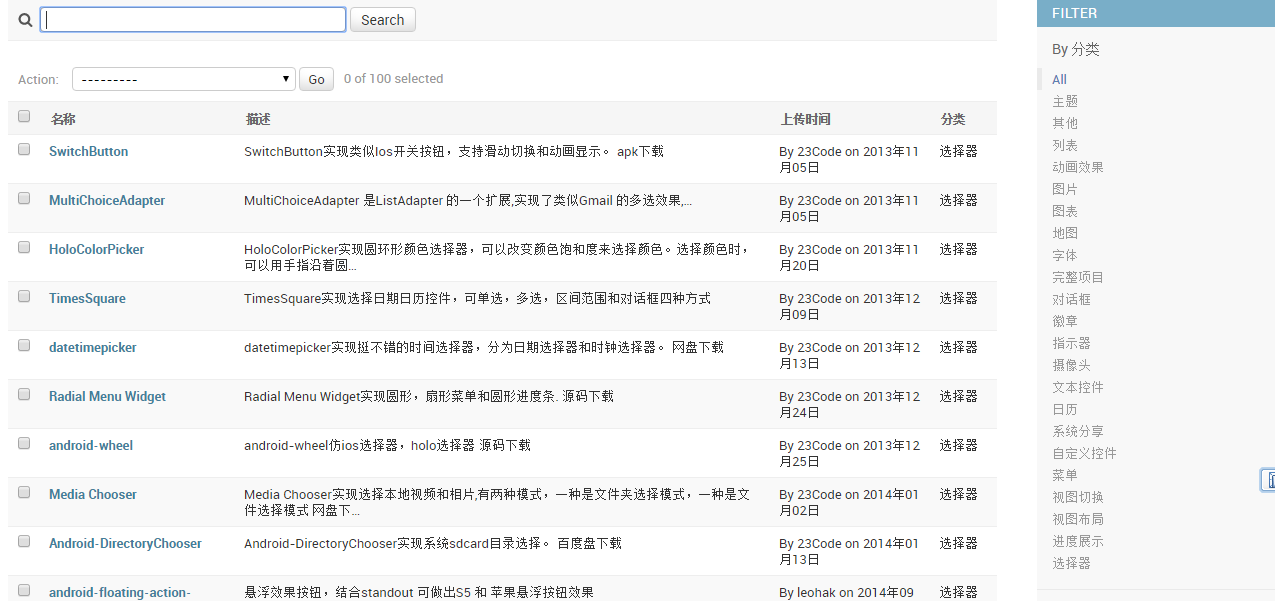 Search
Action: --------- Go 0 of 100 selected
名称 描述 上传时间 分类
SwitchButton SwitchButton实现类似Ios开关按钮，支持滑动切换和动画显示。 apk下载 By 23Code on 2013年11 选择器
月05日
MultiChoiceAdapter MultiChoiceAdapter 是ListAdapter 的一个扩展,实现了类似Gmail 的多选效果,... By 23Code on 2013年11 选择器
月05日
HoloColorPicker HoloColorPicker实现圆环形颜色选择器，可以改变颜色饱和度来选择颜色。选择颜色时， By 23Code on 2013年11 选择器
可以用手指沿着圆... 月20日
TimesSquare TimesSquare实现选择日期日历控件，可单选，多选，区间范围和对话框四种方式 By 23Code on 2013年12 选择器
月09日
datetimepicker datetimepicker实现挺不错的时间选择器，分为日期选择器和时钟选择器。 网盘下载 By 23Code on 2013年12 选择器
月13日
Radial Menu Widget Radial Menu Widget实现圆形，扇形菜单和圆形进度条. 源码下载 By 23Code on 2013年12 选择器
月24日
android-wheel android-wheel仿ios选择器，holo选择器 源码下载 By 23Code on 2013年12 选择器
月25日
Media Chooser Media Chooser实现选择本地视频和相片,有两种模式，一种是文件夹选择模式，一种是文 By 23Code on 2014年01 选择器
件选择模式 网盘下... 月02日
Android-DirectoryChooser Android-DirectoryChooser实现系统sdcard目录选择。 百度盘下载 By 23Code on 2014年01 选择器
月13日
android-floating-action- 悬浮效果按钮，结合standout 可做出S5 和 苹果悬浮按钮效果 By leohak on 2014年09 选择器
FILTER
By 分类
All
主题
其他
列表
动画效果
图片
图表
地图
字体
完整项目
对话框
徽章
指示器
摄像头
文本控件
日历
系统分享
自定义控件
菜单
视图切换
视图布局
进度展示
选择器